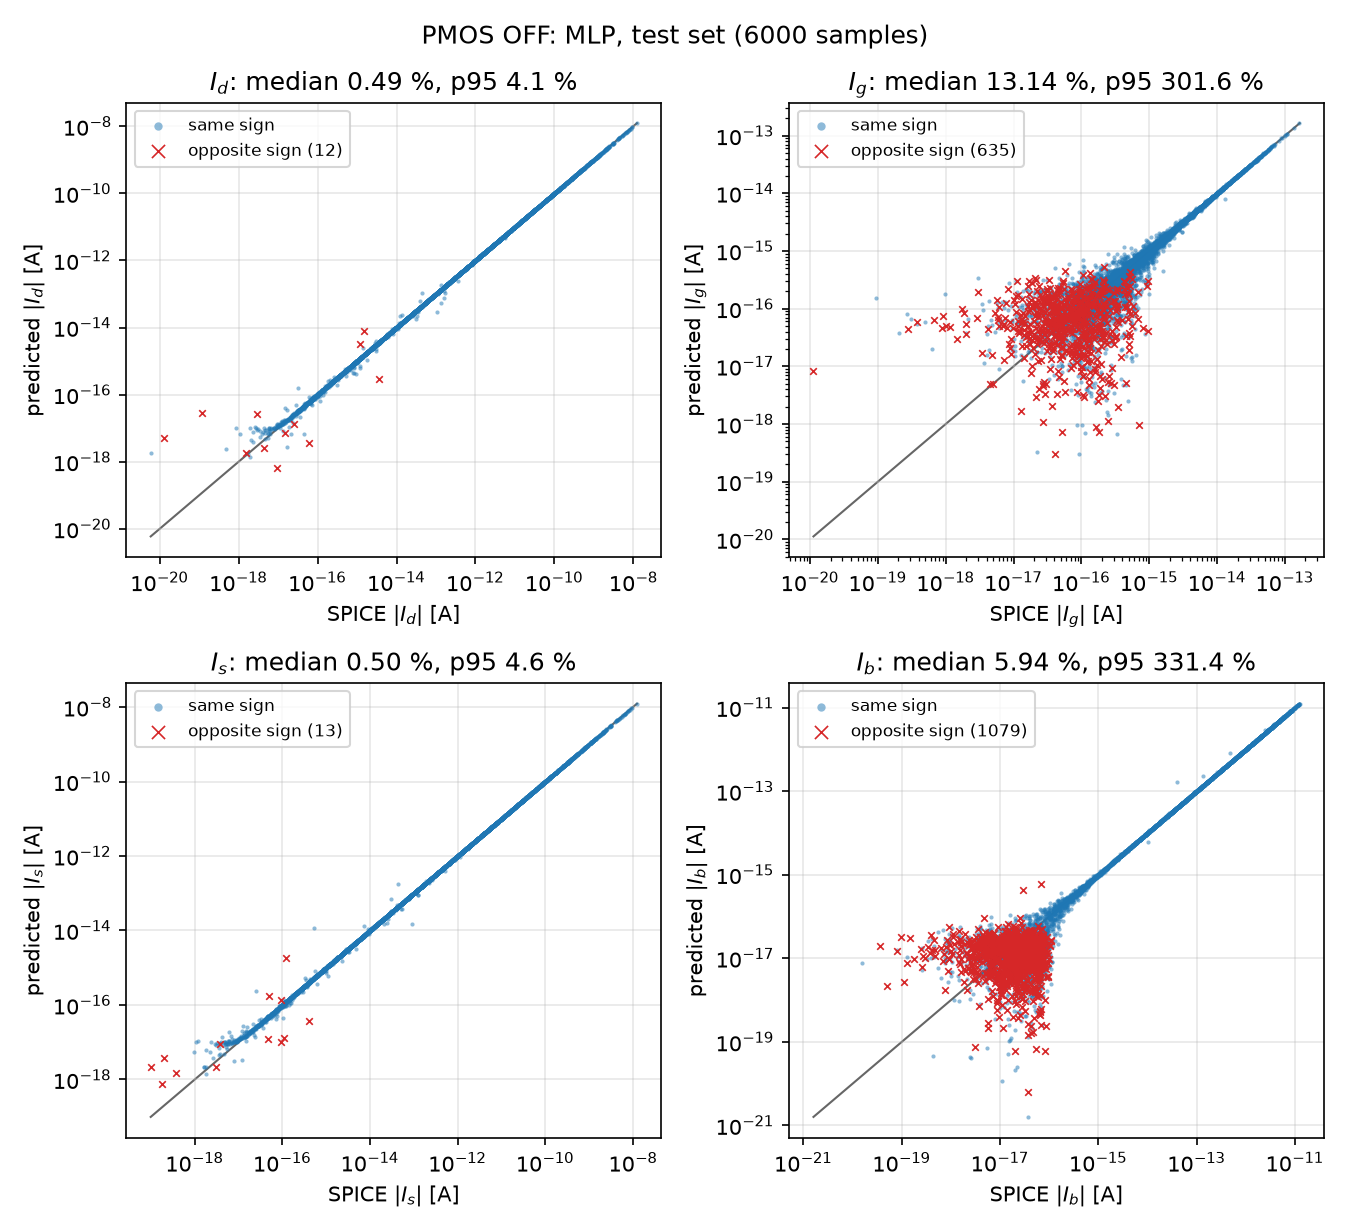 PMOS OFF: MLP, test set (6000 samples)
I_d: median 0.49 %, p95 4.1 %
same sign
opposite sign (12)
10⁻⁸
10⁻¹⁰
10⁻¹²
10⁻¹⁴
10⁻¹⁶
10⁻¹⁸
10⁻²⁰
predicted |I_d| [A]
10⁻²⁰ 10⁻¹⁸ 10⁻¹⁶ 10⁻¹⁴ 10⁻¹² 10⁻¹⁰ 10⁻⁸
SPICE |I_d| [A]
I_g: median 13.14 %, p95 301.6 %
same sign
opposite sign (635)
10⁻¹³
10⁻¹⁴
10⁻¹⁵
10⁻¹⁶
10⁻¹⁷
10⁻¹⁸
10⁻¹⁹
10⁻²⁰
predicted |I_g| [A]
10⁻²⁰ 10⁻¹⁹ 10⁻¹⁸ 10⁻¹⁷ 10⁻¹⁶ 10⁻¹⁵ 10⁻¹⁴ 10⁻¹³
SPICE |I_g| [A]
I_s: median 0.50 %, p95 4.6 %
same sign
opposite sign (13)
10⁻⁸
10⁻¹⁰
10⁻¹²
10⁻¹⁴
10⁻¹⁶
10⁻¹⁸
predicted |I_s| [A]
10⁻¹⁸ 10⁻¹⁶ 10⁻¹⁴ 10⁻¹² 10⁻¹⁰ 10⁻⁸
SPICE |I_s| [A]
I_b: median 5.94 %, p95 331.4 %
same sign
opposite sign (1079)
10⁻¹¹
10⁻¹³
10⁻¹⁵
10⁻¹⁷
10⁻¹⁹
10⁻²¹
predicted |I_b| [A]
10⁻²¹ 10⁻¹⁹ 10⁻¹⁷ 10⁻¹⁵ 10⁻¹³ 10⁻¹¹
SPICE |I_b| [A]